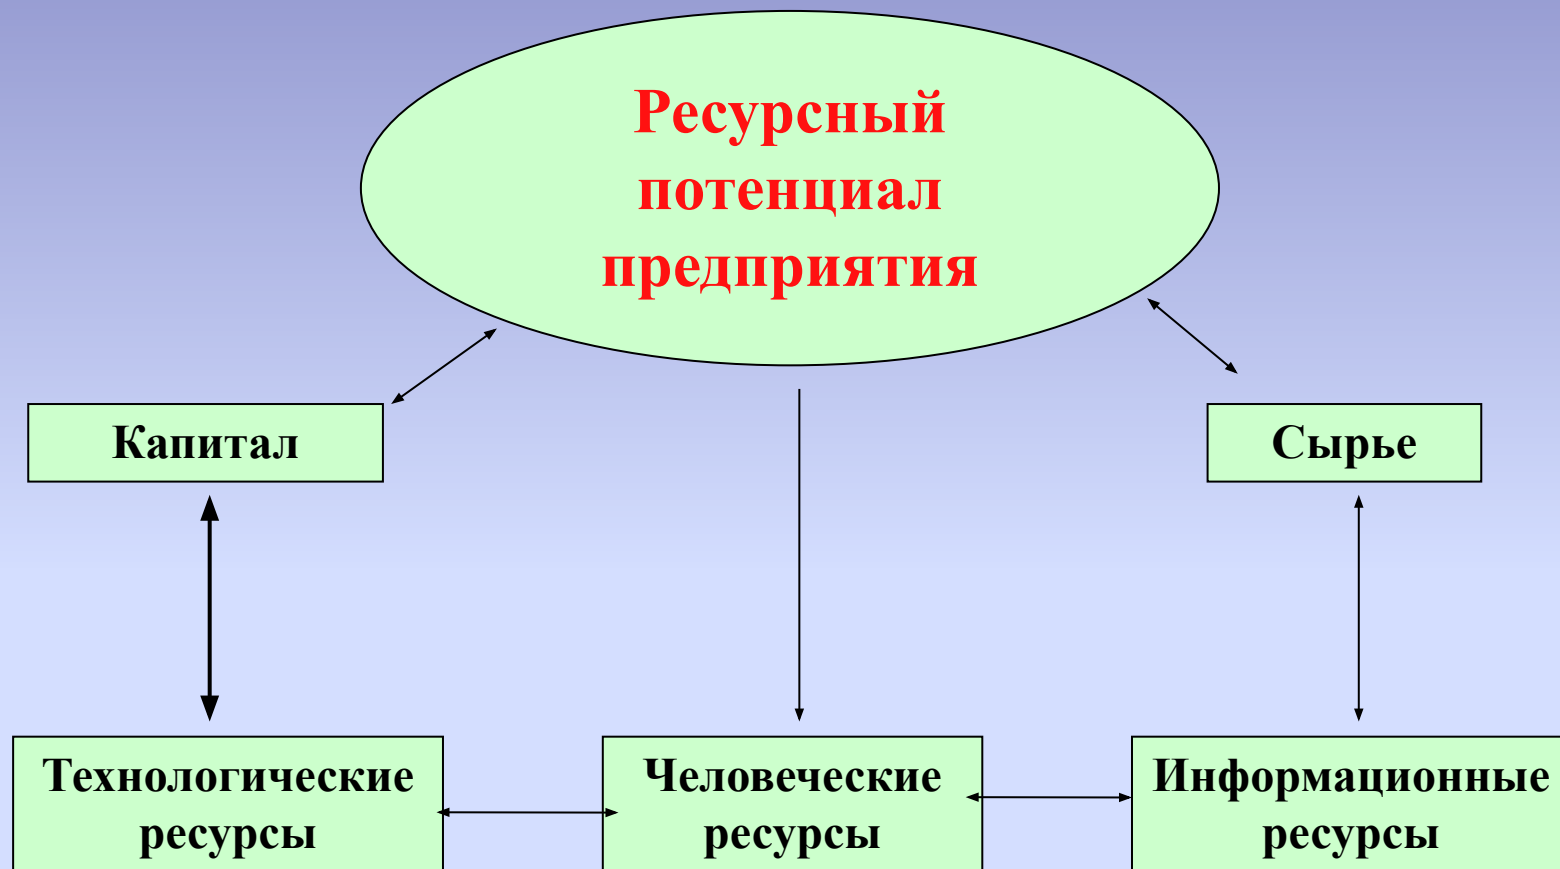 Ресурсный
потенциал
предприятия
Капитал
Сырье
Технологические
ресурсы
Человеческие
ресурсы
Информационные
ресурсы